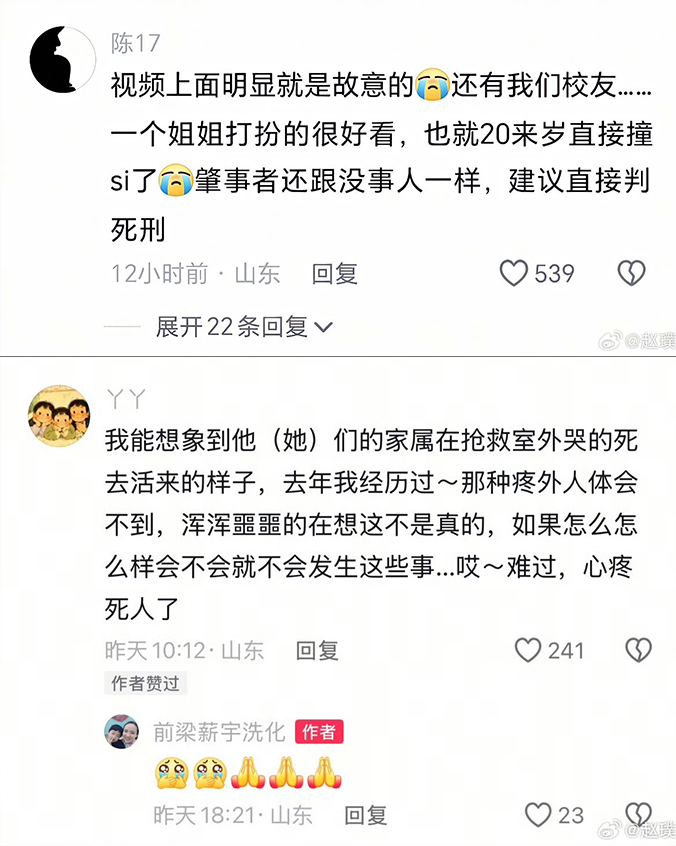 陈17
视频上面明显就是故意的😭还有我们校友……
一个姐姐打扮的很好看，也就20来岁直接撞
si了😭肇事者还跟没事人一样，建议直接判
死刑
12小时前 · 山东 回复 539
展开22条回复
@赵璞
丫丫
我能想象到他（她）们的家属在抢救室外哭的死
去活来的样子，去年我经历过～那种疼外人体会
不到，浑浑噩噩的在想这不是真的，如果怎么怎
么样会不会就不会发生这些事...哎～难过，心疼
死人了
昨天10:12 · 山东 回复 241
作者赞过
前梁薪宇洗化 作者
🥹🥹🙏🙏🙏
昨天18:21 · 山东 回复 23
@赵璞